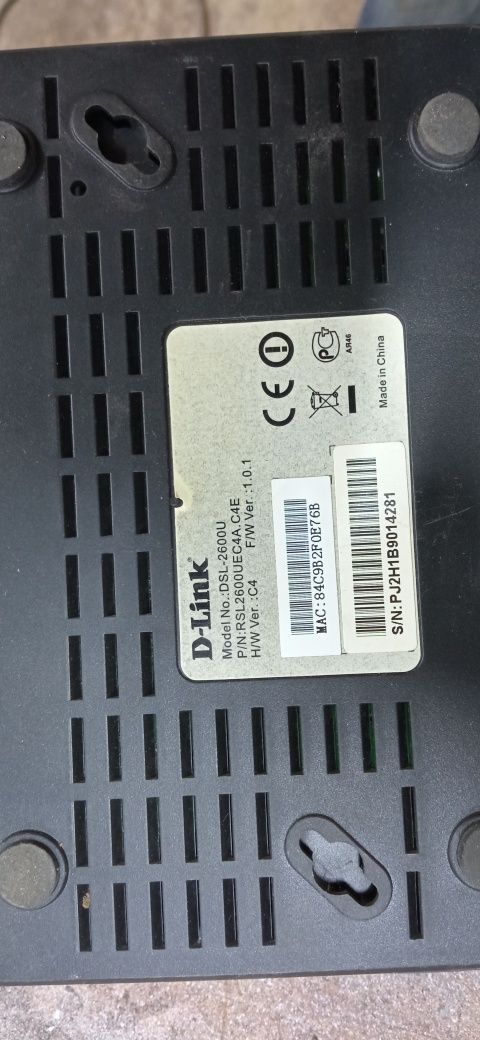 D-Link
Model No.:DSL-2600U
P/N:RSL2600UEC4A.C4E
H/W Ver.:C4 F/W Ver.:1.0.1
MAC:84C9B2F0E76B
S/N:PJ2H1B9014281
CE
АЯ46
Made in China